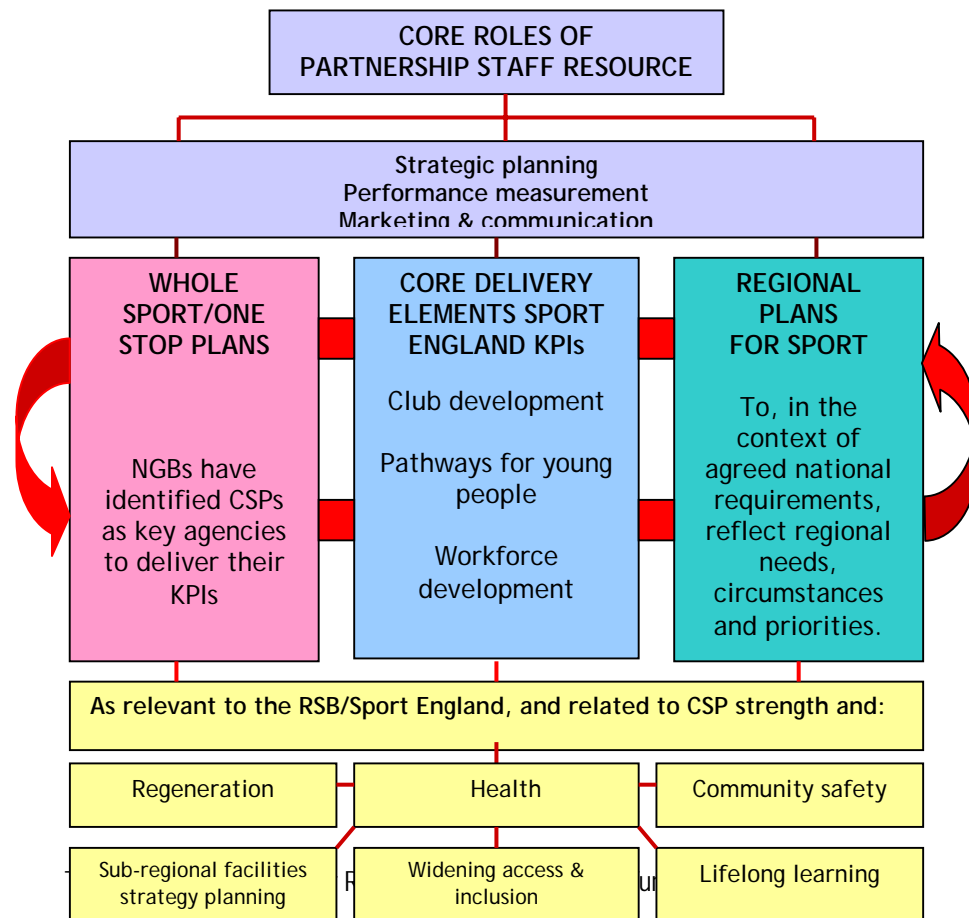 CORE ROLES OF
PARTNERSHIP STAFF RESOURCE
Strategic planning
Performance measurement
Marketing & communication
WHOLE
SPORT/ONE
STOP PLANS
NGBs have
identified CSPs
as key agencies
to deliver their
KPIs
CORE DELIVERY
ELEMENTS SPORT
ENGLAND KPIs
Club development
Pathways for young
people
Workforce
development
REGIONAL
PLANS
FOR SPORT
To, in the
context of
agreed national
requirements,
reflect regional
needs,
circumstances
and priorities.
As relevant to the RSB/Sport England, and related to CSP strength and:
Regeneration
Health
Community safety
Sub-regional facilities
strategy planning
Widening access &
inclusion
Lifelong learning